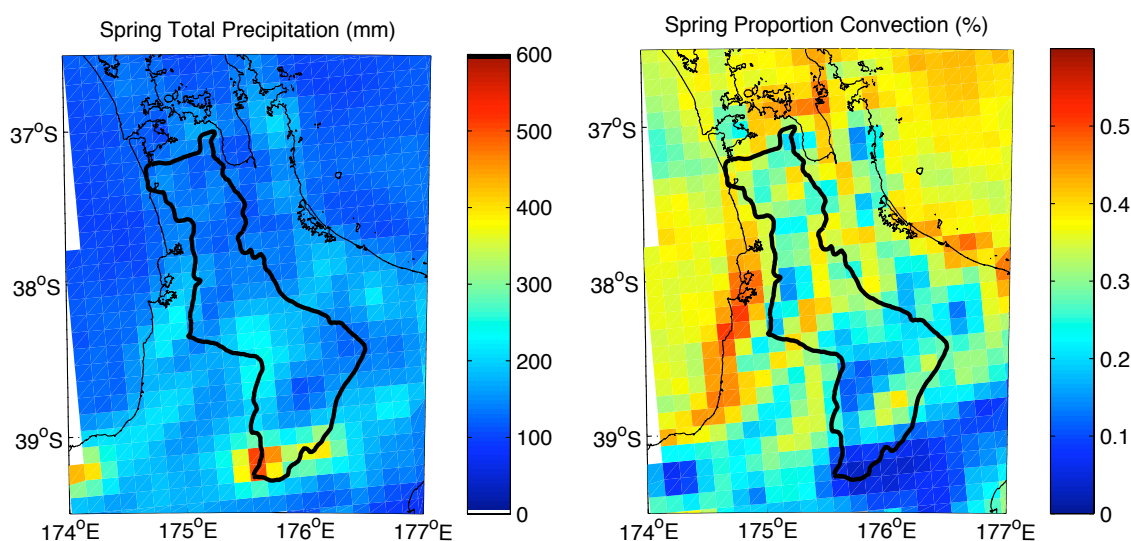 Spring Total Precipitation (mm)
600
500
400
300
200
100
0
37°S
38°S
39°S
174°E
175°E
176°E
177°E
Spring Proportion Convection (%)
0.5
0.4
0.3
0.2
0.1
0
37°S
38°S
39°S
174°E
175°E
176°E
177°E